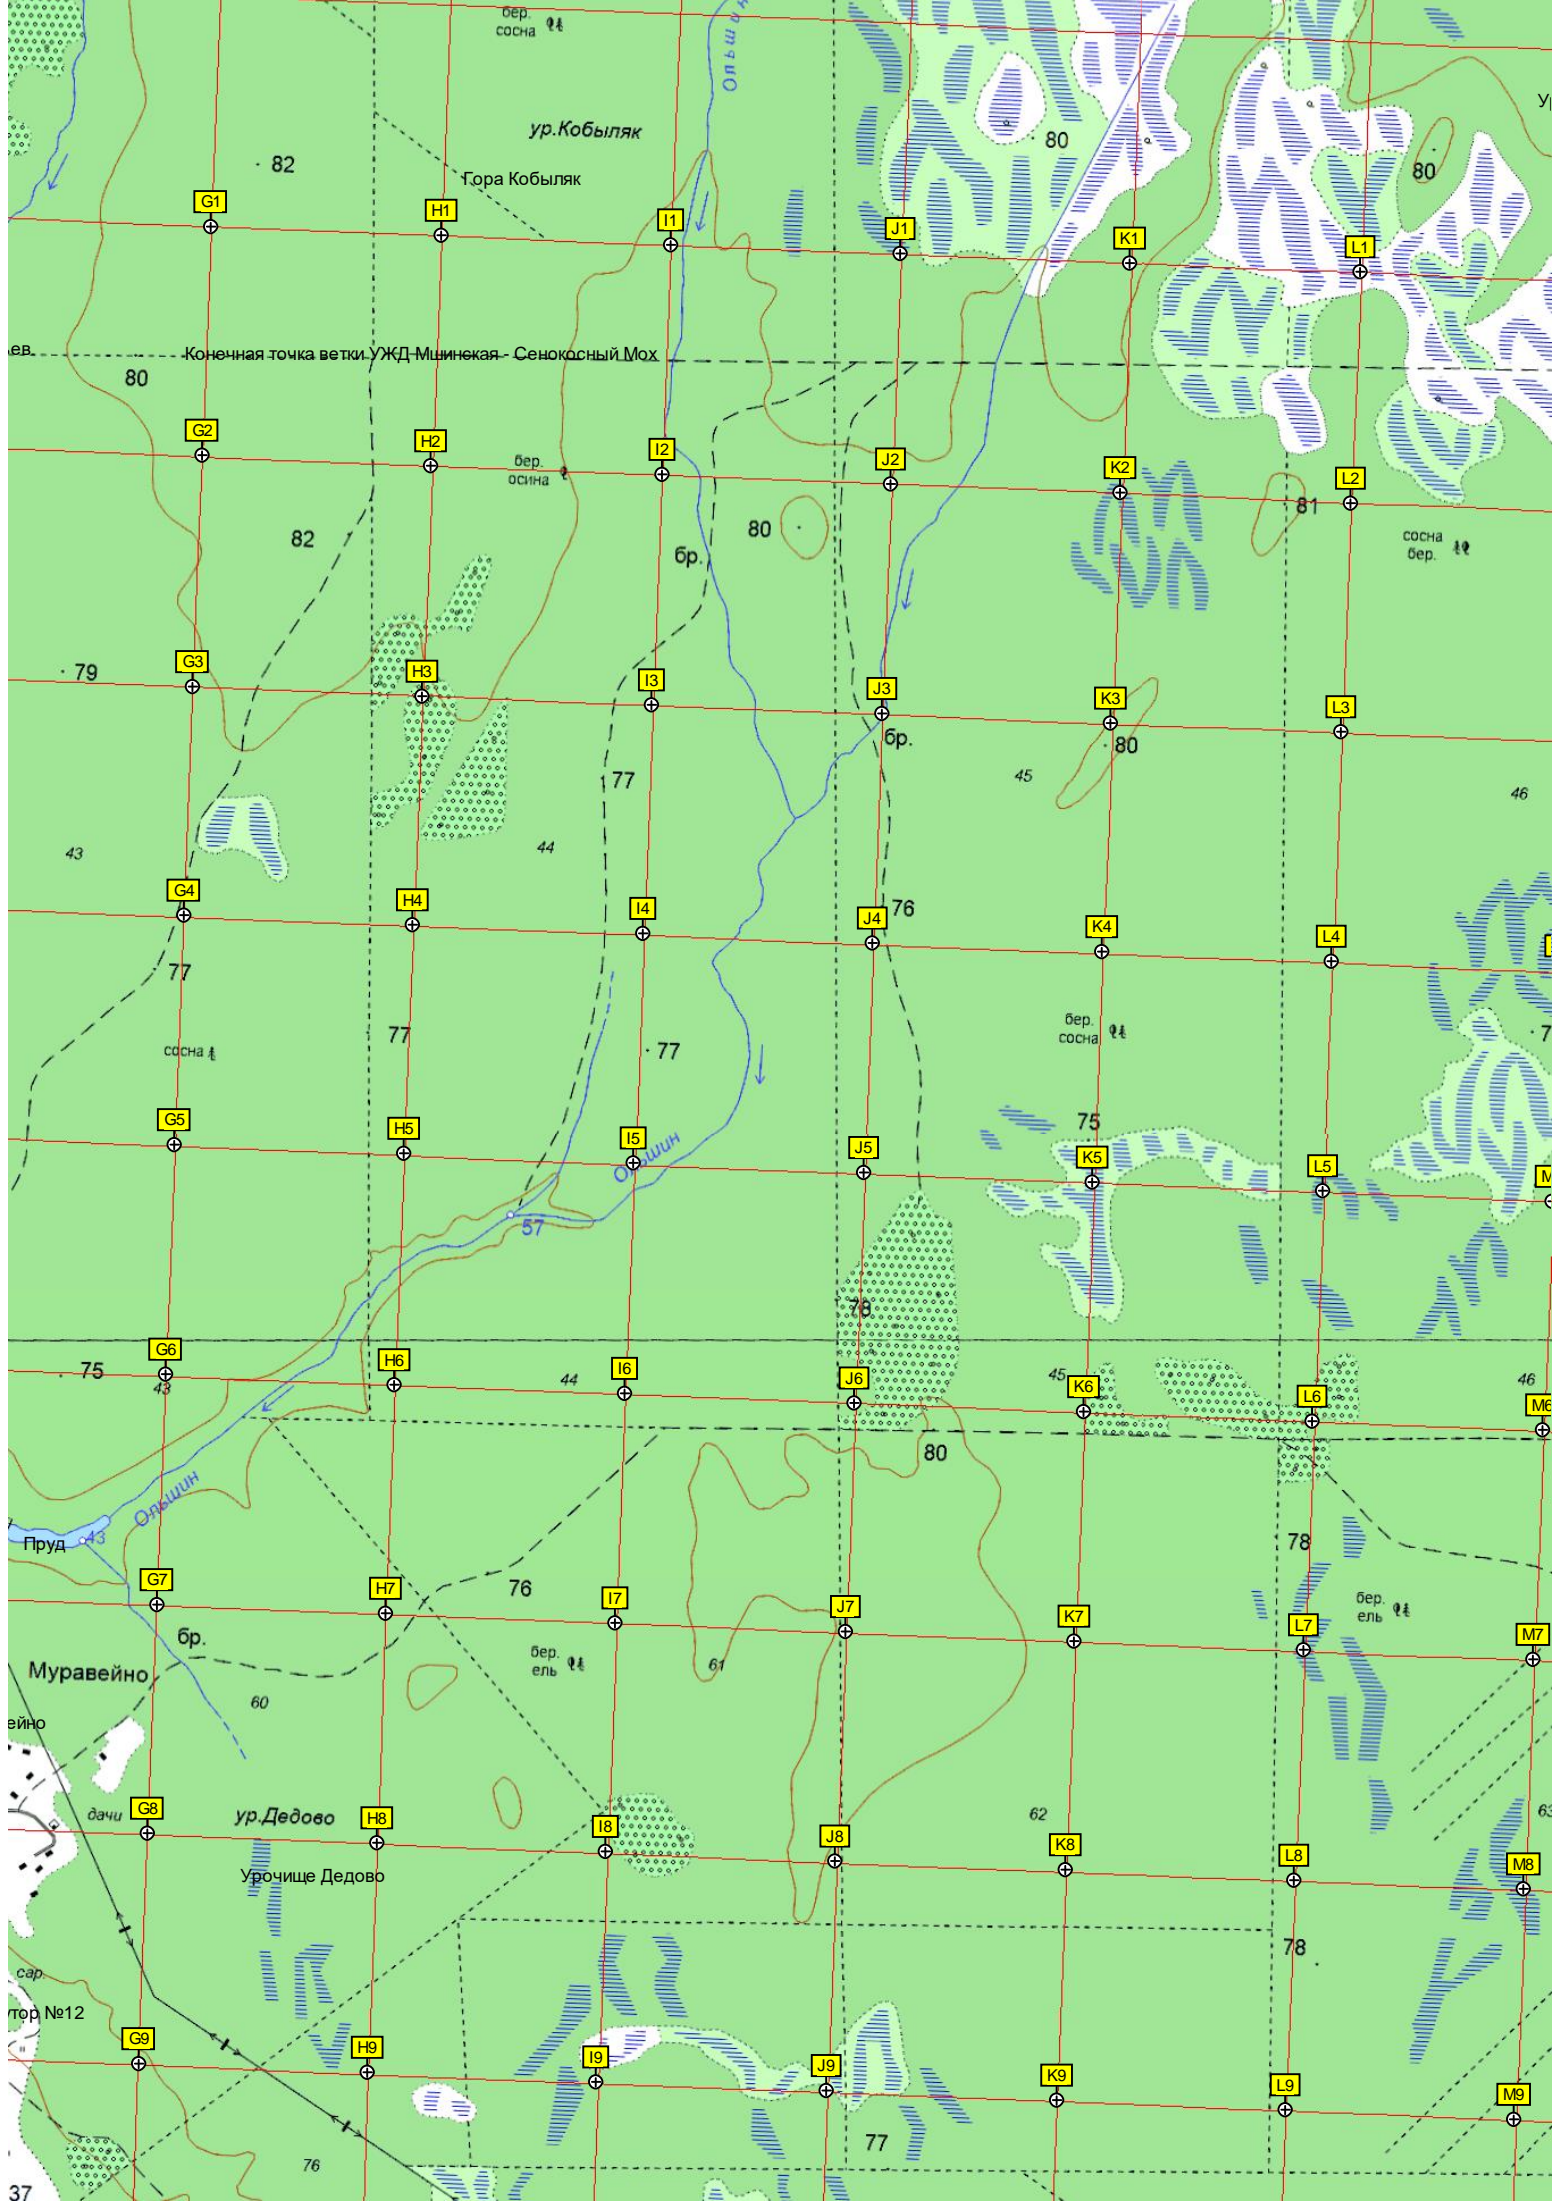 бер.
сосна
Ольшин
ур.Кобыляк
80
82
Гора Кобыляк
80
G1
H1
I1
J1
K1
L1
Конечная точка ветки УЖД Мшинская - Сенокосный Мох
80
G2
H2
бер.
осина
I2
J2
K2
L2
81
82
80
бр.
сосна
бер.
79
G3
H3
I3
J3
K3
L3
бр.
80
77
45
46
43
44
G4
H4
I4
J4
76
K4
L4
77
77
бер.
сосна
сосна
77
G5
H5
I5
Ольшин
J5
75
K5
L5
57
78
G6
75
43
H6
44
I6
J6
45
K6
46
L6
M6
80
Ольшин
43
Пруд
78
G7
H7
76
I7
J7
K7
L7
бер.
ель
M7
бр.
бер.
ель
61
Муравейно
60
ейно
дачи
G8
ур.Дедово
H8
I8
J8
62
K8
L8
M8
Урочище Дедово
78
сар.
тор №12
G9
H9
I9
J9
K9
L9
M9
77
76
37